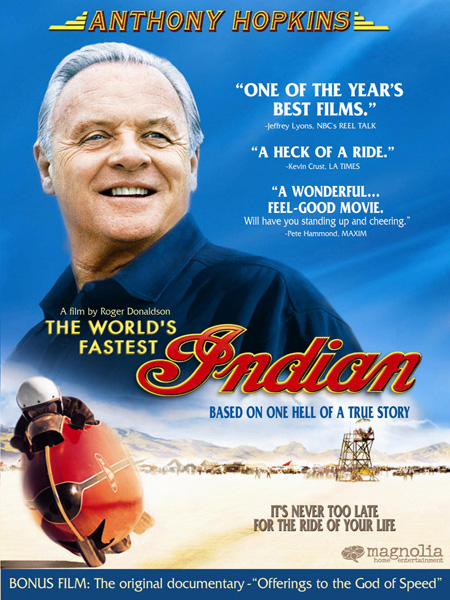 ANTHONY HOPKINS
"ONE OF THE YEAR'S
BEST FILMS."
-Jeffrey Lyons, NBC's REEL TALK
"A HECK OF A RIDE."
-Kevin Crust, LA TIMES
"A WONDERFUL...
FEEL-GOOD MOVIE.
Will have you standing up and cheering."
-Pete Hammond, MAXIM
A film by Roger Donaldson
THE WORLD'S
FASTEST
Indian
BASED ON ONE HELL OF A TRUE STORY
IT'S NEVER TOO LATE
FOR THE RIDE OF YOUR LIFE
magnolia
home entertainment
BONUS FILM: The original documentary-"Offerings to the God of Speed"